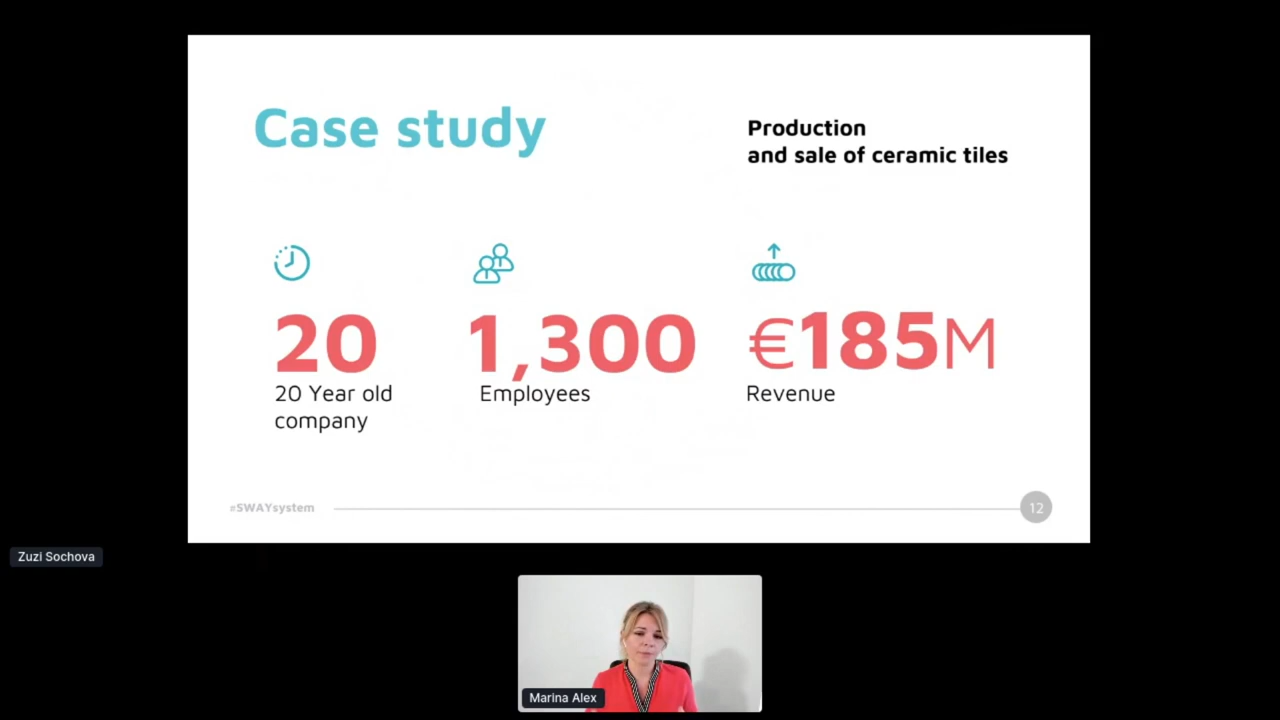 Case study
Production
and sale of ceramic tiles
20
20 Year old
company
1,300
Employees
€185M
Revenue
#SWAYsystem
12
Zuzi Sochova
Marina Alex